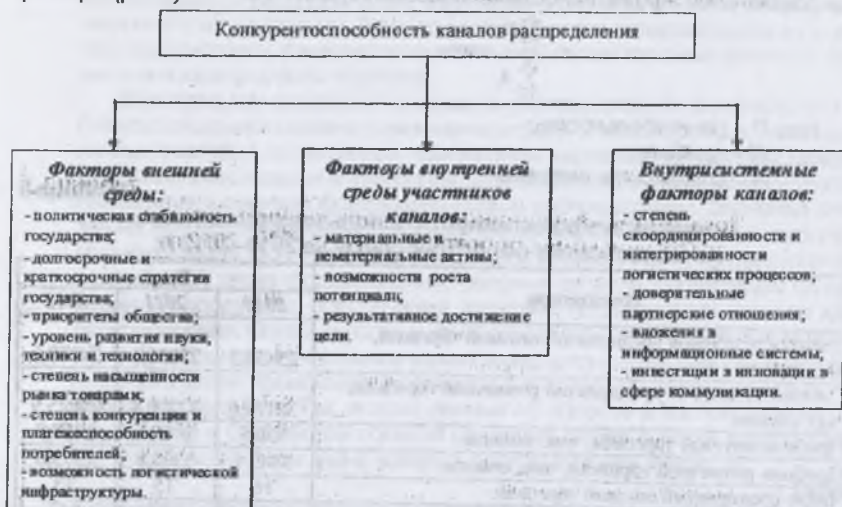 Конкурентоспособность каналов распределения
Факторы внешней
среды:
- политическая стабильность
государства;
- долгосрочные и
краткосрочные стратегии
государства;
- приоритеты общества;
- уровень развития науки,
техники и технологии;
- степень насыщенности
рынка товарами;
- степень конкуренции и
платежеспособность
потребителей;
- возможность логистической
инфраструктуры.
Факторы внутренней
среды участников
каналов:
- материальные и
нематериальные активы;
- возможности роста
потенциала;
- результативное достижение
цели.
Внутрисистемные
факторы каналов:
- степень
координированности и
интегрированности
логистических процессов;
- доверительные
партнерские отношения;
- вложения в
информационные системы;
- инвестиции в инновации в
сфере коммуникации.